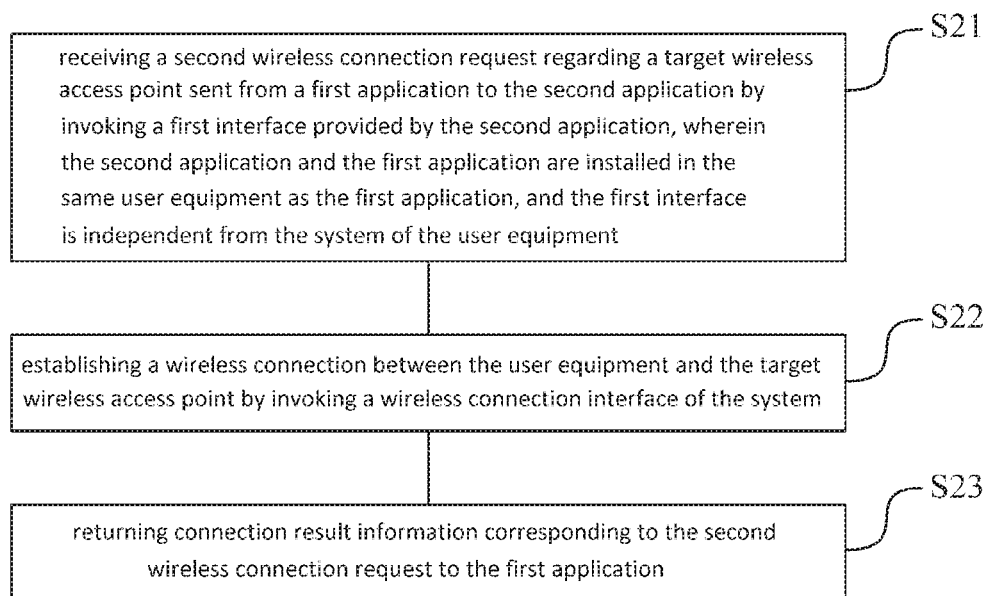 S21
receiving a second wireless connection request regarding a target wireless
access point sent from a first application to the second application by
invoking a first interface provided by the second application, wherein
the second application and the first application are installed in the
same user equipment as the first application, and the first interface
is independent from the system of the user equipment
S22
establishing a wireless connection between the user equipment and the target
wireless access point by invoking a wireless connection interface of the system
S23
returning connection result information corresponding to the second
wireless connection request to the first application